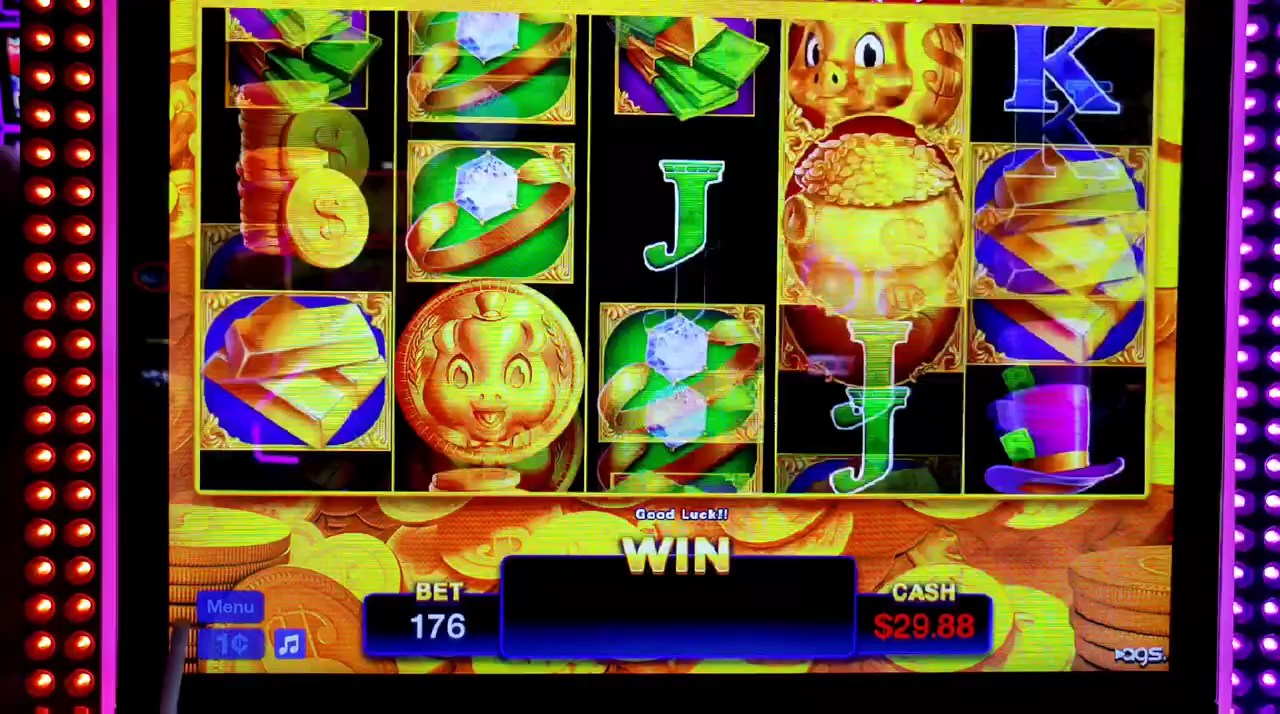 K
K
$
$
J
J
J
Good Luck!!
WIN
BET
176
CASH
$29.88
Menu
1¢
ags